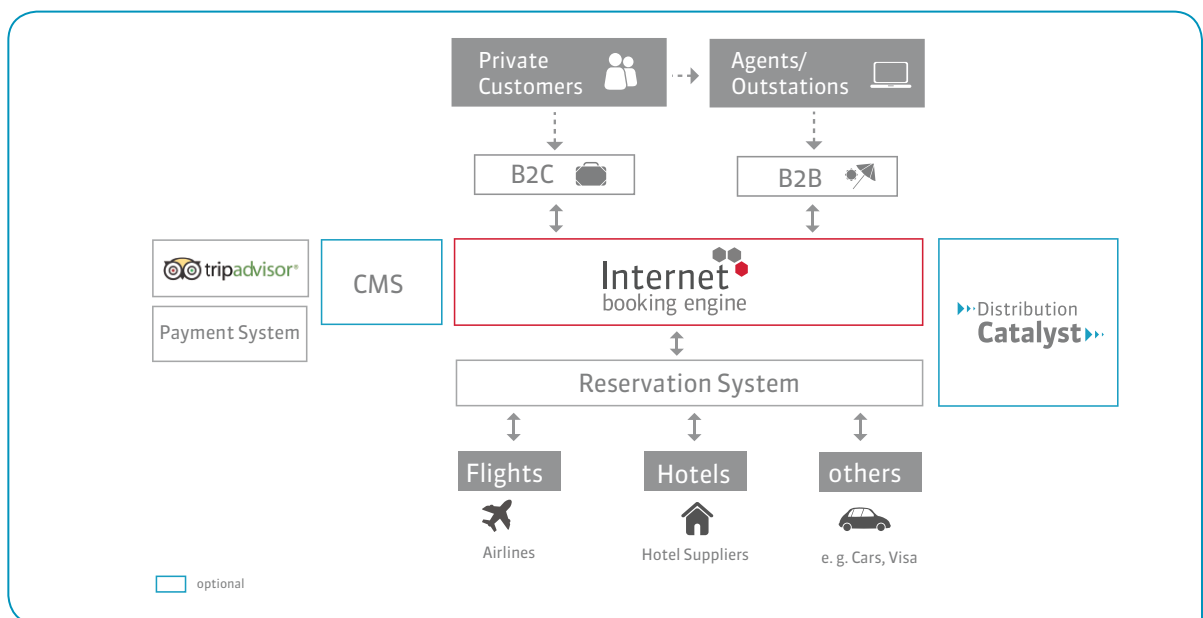 Private
Customers
Agents/
Outstations
B2C
B2B
tripadvisor®
Payment System
CMS
Internet
booking engine
Distribution
Catalyst
Reservation System
Flights
Hotels
others
Airlines
Hotel Suppliers
e. g. Cars, Visa
optional